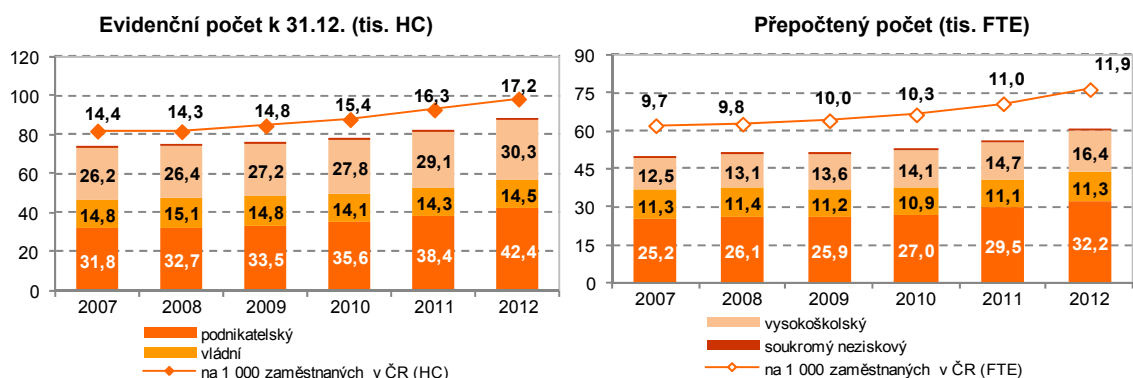 Evidenční počet k 31.12. (tis. HC)
120
100
80
60
40
20
0
14,4 14,3 14,8 15,4 16,3 17,2
26,2 26,4 27,2 27,8 29,1 30,3
14,8 15,1 14,8 14,1 14,3 14,5
31,8 32,7 33,5 35,6 38,4 42,4
2007 2008 2009 2010 2011 2012
podnikatelský
vládní
na 1 000 zaměstnaných v ČR (HC)
Přepočtený počet (tis. FTE)
90
75
60
45
30
15
0
9,7 9,8 10,0 10,3 11,0 11,9
12,5 13,1 13,6 14,1 14,7 16,4
11,3 11,4 11,2 10,9 11,1 11,3
25,2 26,1 25,9 27,0 29,5 32,2
2007 2008 2009 2010 2011 2012
vysokoškolský
soukromý neziskový
na 1 000 zaměstnaných v ČR (FTE)